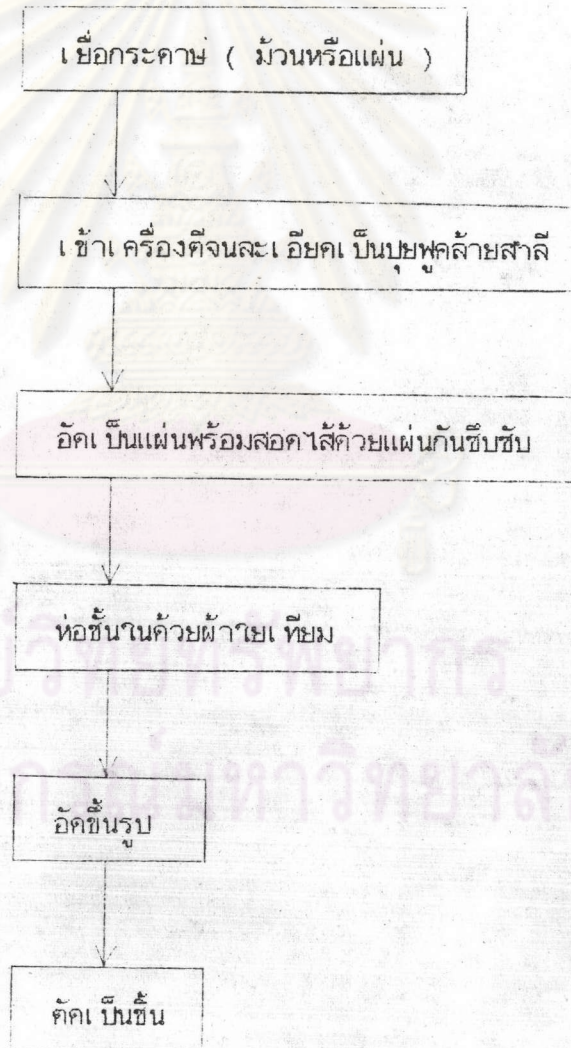 เยื่อกระดาษ ( ม้วนหรือแผ่น )
เข้าเครื่องตีจนละเอียดเป็นปุยฟูคล้ายสาลี
อัดเป็นแผ่นพร้อมสอดไส้ด้วยแผ่นกันซึบซับ
ห่อชั้นในด้วยผ้าใยเทียม
อัดขึ้นรูป
ตัดเป็นชิ้น